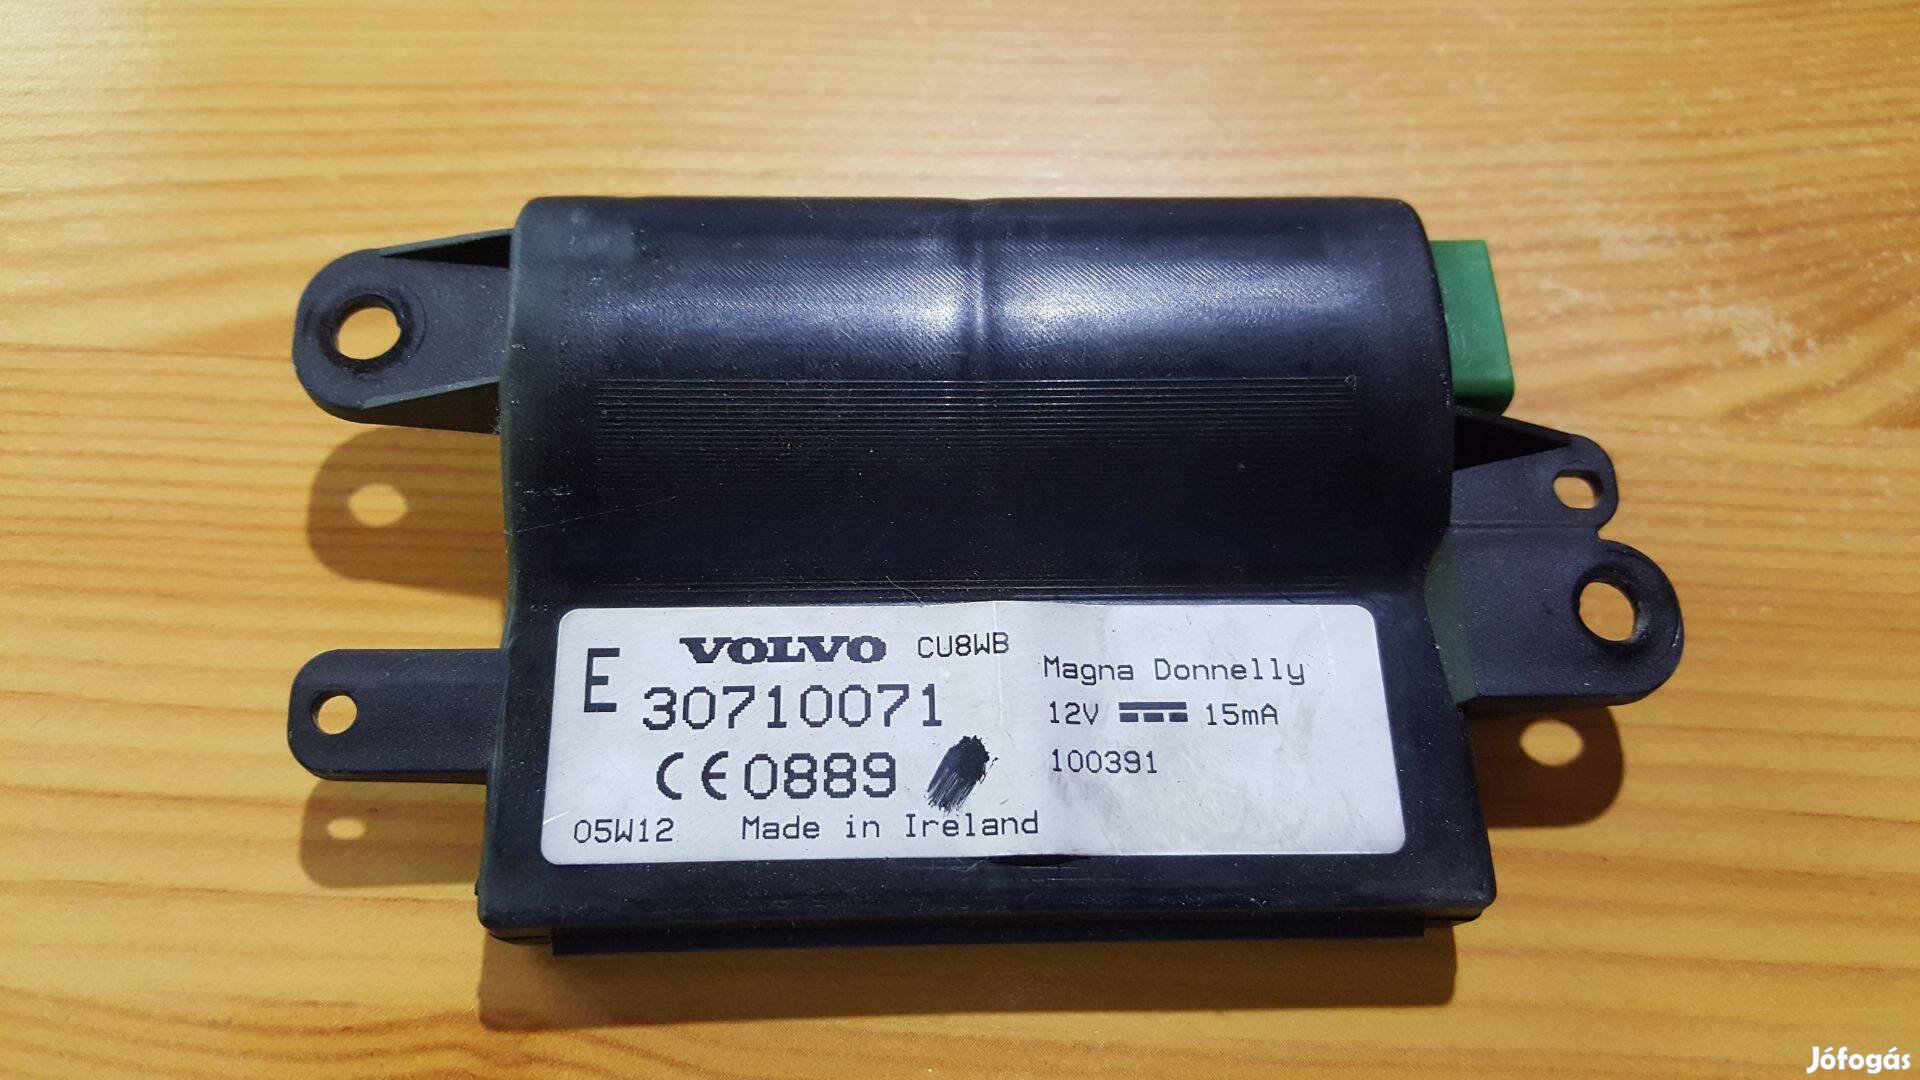 E VOLVO CU8WB
30710071
CE0889
05W12 Made in Ireland
Magna Donnelly
12V 15mA
100391
Jófogás